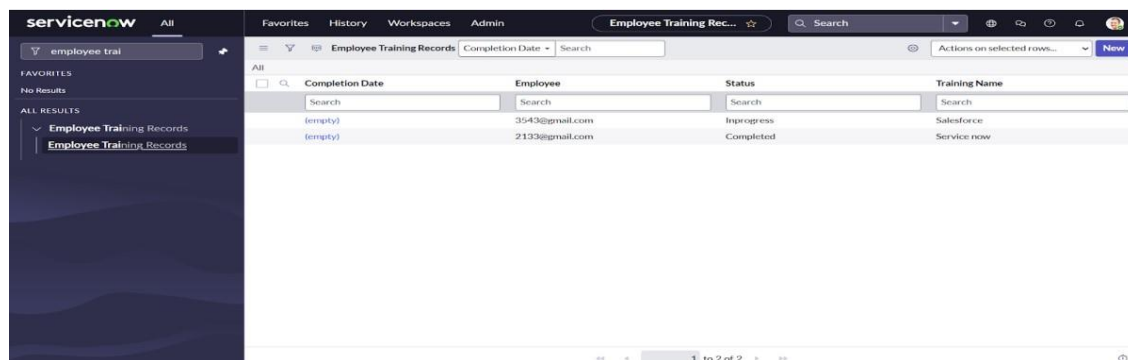 servicenow All Favorites History Workspaces Admin Employee Training Rec... Search
employee trai
Employee Training Records Completion Date Search Actions on selected rows... New
FAVORITES
No Results
ALL RESULTS
Employee Training Records
Employee Training Records
All
Completion Date Employee Status Training Name
Search Search Search Search
(empty) 3543@gmail.com Inprogress Salesforce
(empty) 2133@gmail.com Completed Service now
1 to 2 of 2